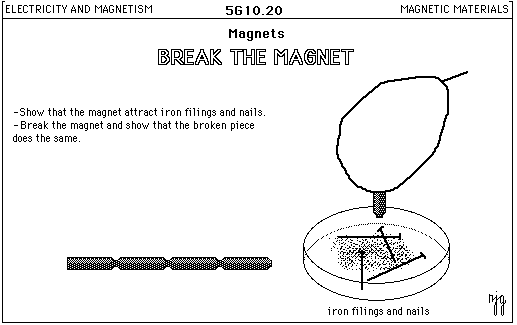 ELECTRICITY AND MAGNETISM
5G10.20
MAGNETIC MATERIALS
Magnets
BREAK THE MAGNET
-Show that the magnet attract iron filings and nails.
-Break the magnet and show that the broken piece
does the same.
iron filings and nails
njg